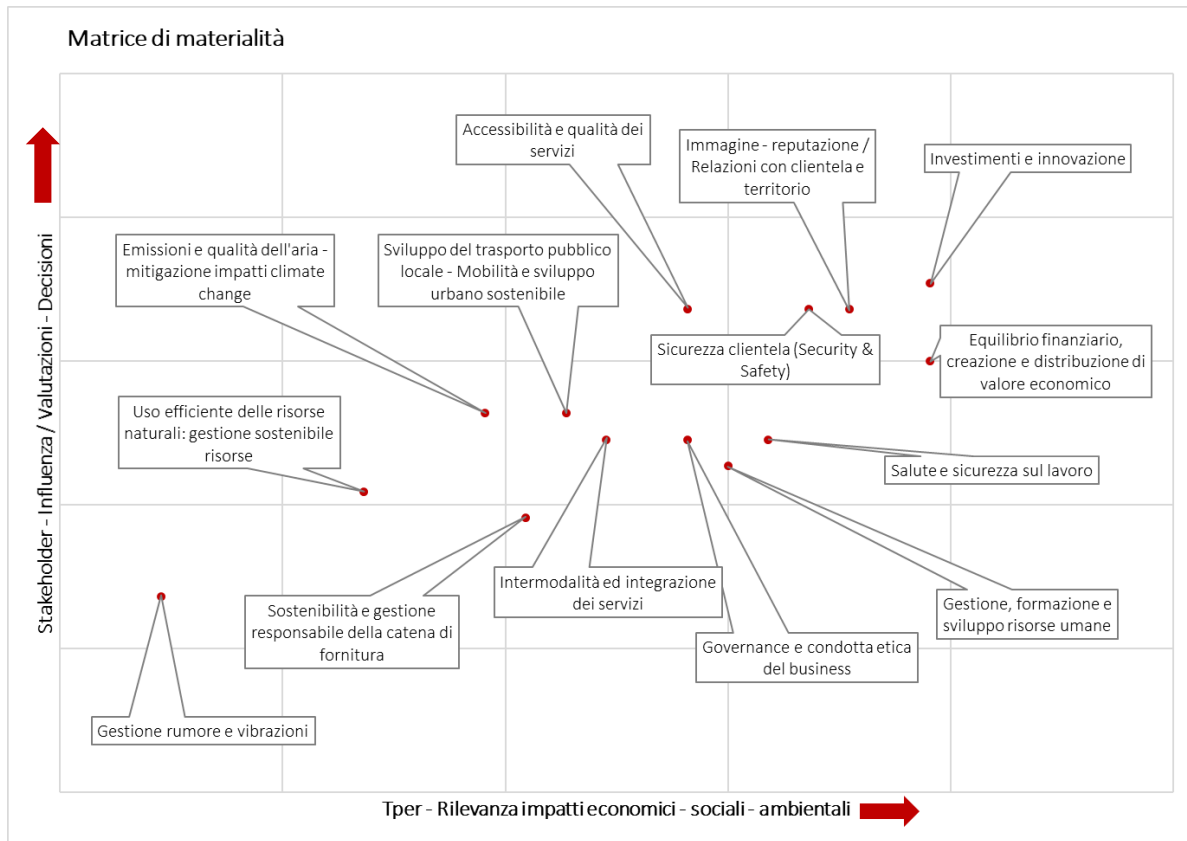 Matrice di materialità
Stakeholder - Influenza / Valutazioni - Decisioni
Accessibilità e qualità dei
servizi
Immagine - reputazione /
Relazioni con clientela e
territorio
Investimenti e innovazione
Emissioni e qualità dell'aria -
mitigazione impatti climate
change
Sviluppo del trasporto pubblico
locale - Mobilità e sviluppo
urbano sostenibile
Sicurezza clientela (Security &
Safety)
Equilibrio finanziario,
creazione e distribuzione di
valore economico
Uso efficiente delle risorse
naturali: gestione sostenibile
risorse
Salute e sicurezza sul lavoro
Intermodalità ed integrazione
dei servizi
Sostenibilità e gestione
responsabile della catena di
fornitura
Gestione, formazione e
sviluppo risorse umane
Governance e condotta etica
del business
Gestione rumore e vibrazioni
Tper - Rilevanza impatti economici - sociali - ambientali